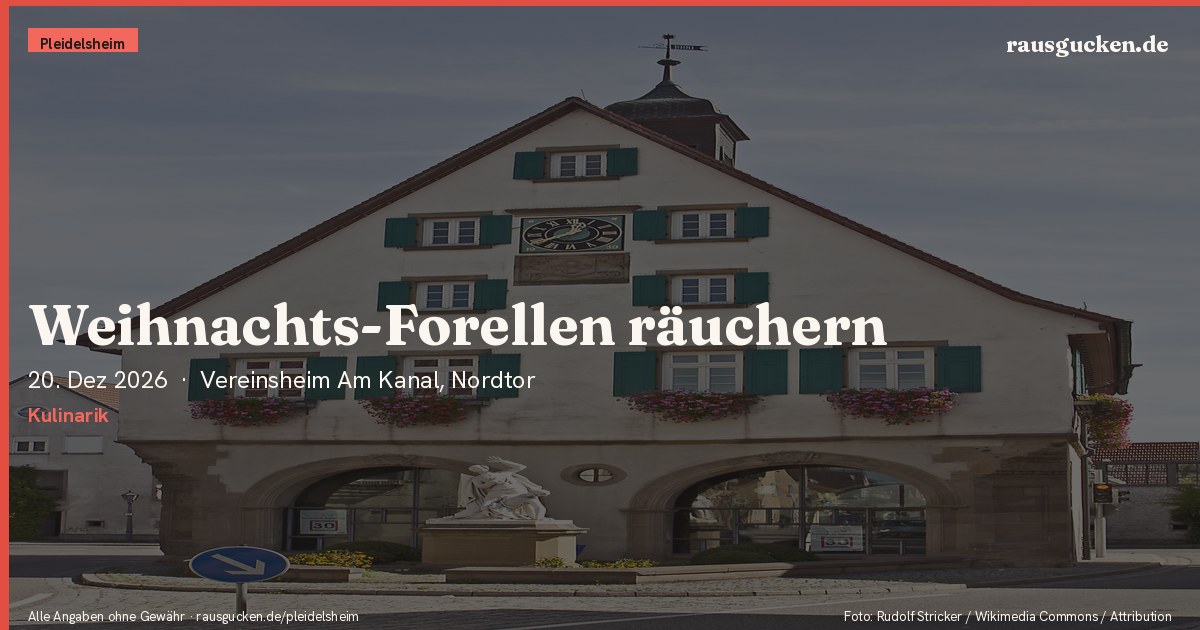 Pleidelsheim
rausgucken.de
Weihnachts-Forellen räuchern
20. Dez 2026 · Vereinsheim Am Kanal, Nordtor
Kulinarik
30
Alle Angaben ohne Gewähr · rausgucken.de/pleidelsheim
Foto: Rudolf Stricker / Wikimedia Commons / Attribution